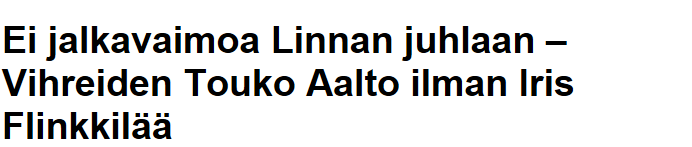 Ei jalkavaimoa Linnan juhlaan –
Vihreiden Touko Aalto ilman Iris
Flinkkilää